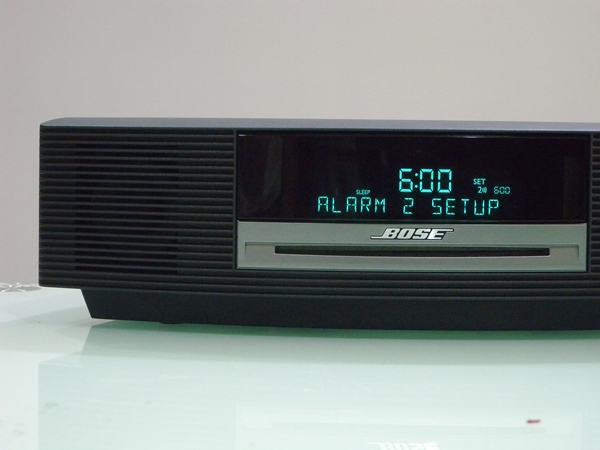 6:00 SET
SLEEP 2 6:00
ALARM 2 SETUP
BOSE